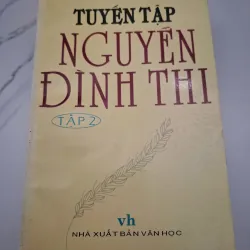 TUYỂN TẬP
NGUYỄN
ĐÌNH THI
TẬP 2
vh
NHÀ XUẤT BẢN VĂN HỌC